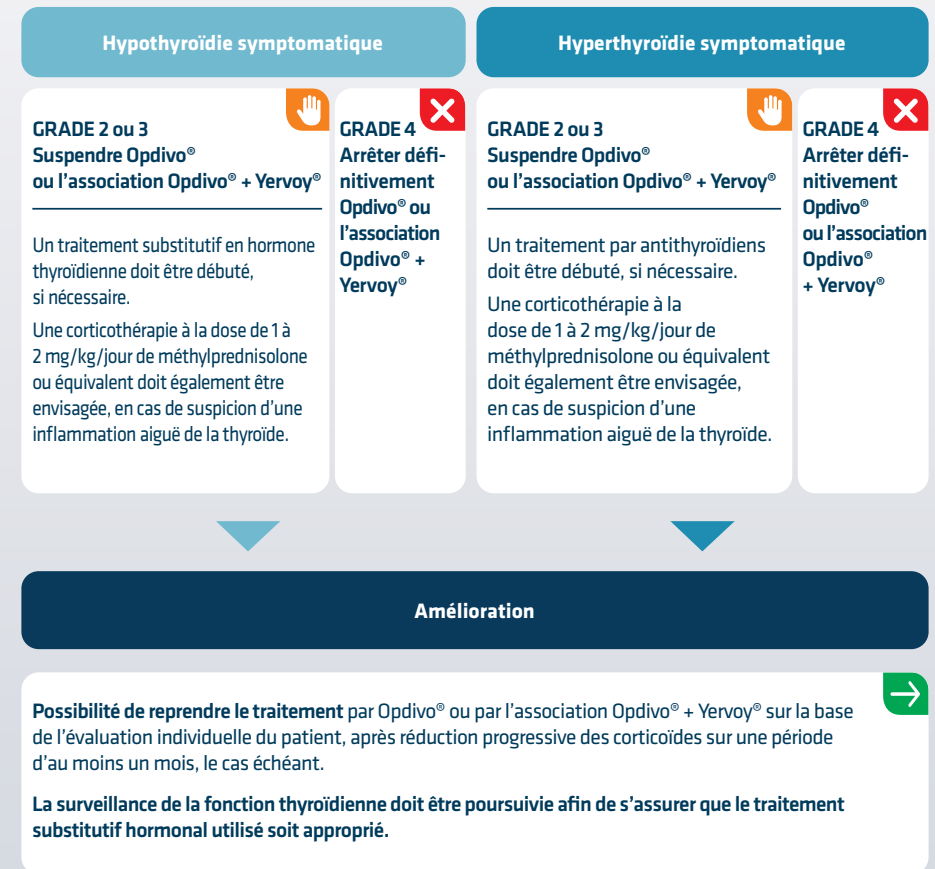 Hypothyroïdie symptomatique
GRADE 2 ou 3
Suspendre Opdivo®
ou l'association Opdivo® + Yervoy®
Un traitement substitutif en hormone
thyroïdienne doit être débuté,
si nécessaire.
Une corticothérapie à la dose de 1 à
2 mg/kg/jour de méthylprednisolone
ou équivalent doit également être
envisagée, en cas de suspicion d'une
inflammation aiguë de la thyroïde.
GRADE 4
Arrêter défi-
nitivement
Opdivo® ou
l'association
Opdivo® +
Yervoy®
Hyperthyroïdie symptomatique
GRADE 2 ou 3
Suspendre Opdivo®
ou l'association Opdivo® + Yervoy®
Un traitement par antithyroïdiens
doit être débuté, si nécessaire.
Une corticothérapie à la
dose de 1 à 2 mg/kg/jour de
méthylprednisolone ou équivalent
doit également être envisagée,
en cas de suspicion d'une
inflammation aiguë de la thyroïde.
GRADE 4
Arrêter défi-
nitivement
Opdivo®
ou l'association
Opdivo®
+ Yervoy®
Amélioration
Possibilité de reprendre le traitement par Opdivo® ou par l'association Opdivo® + Yervoy® sur la base
de l'évaluation individuelle du patient, après réduction progressive des corticoïdes sur une période
d'au moins un mois, le cas échéant.
La surveillance de la fonction thyroïdienne doit être poursuivie afin de s'assurer que le traitement
substitutif hormonal utilisé soit approprié.